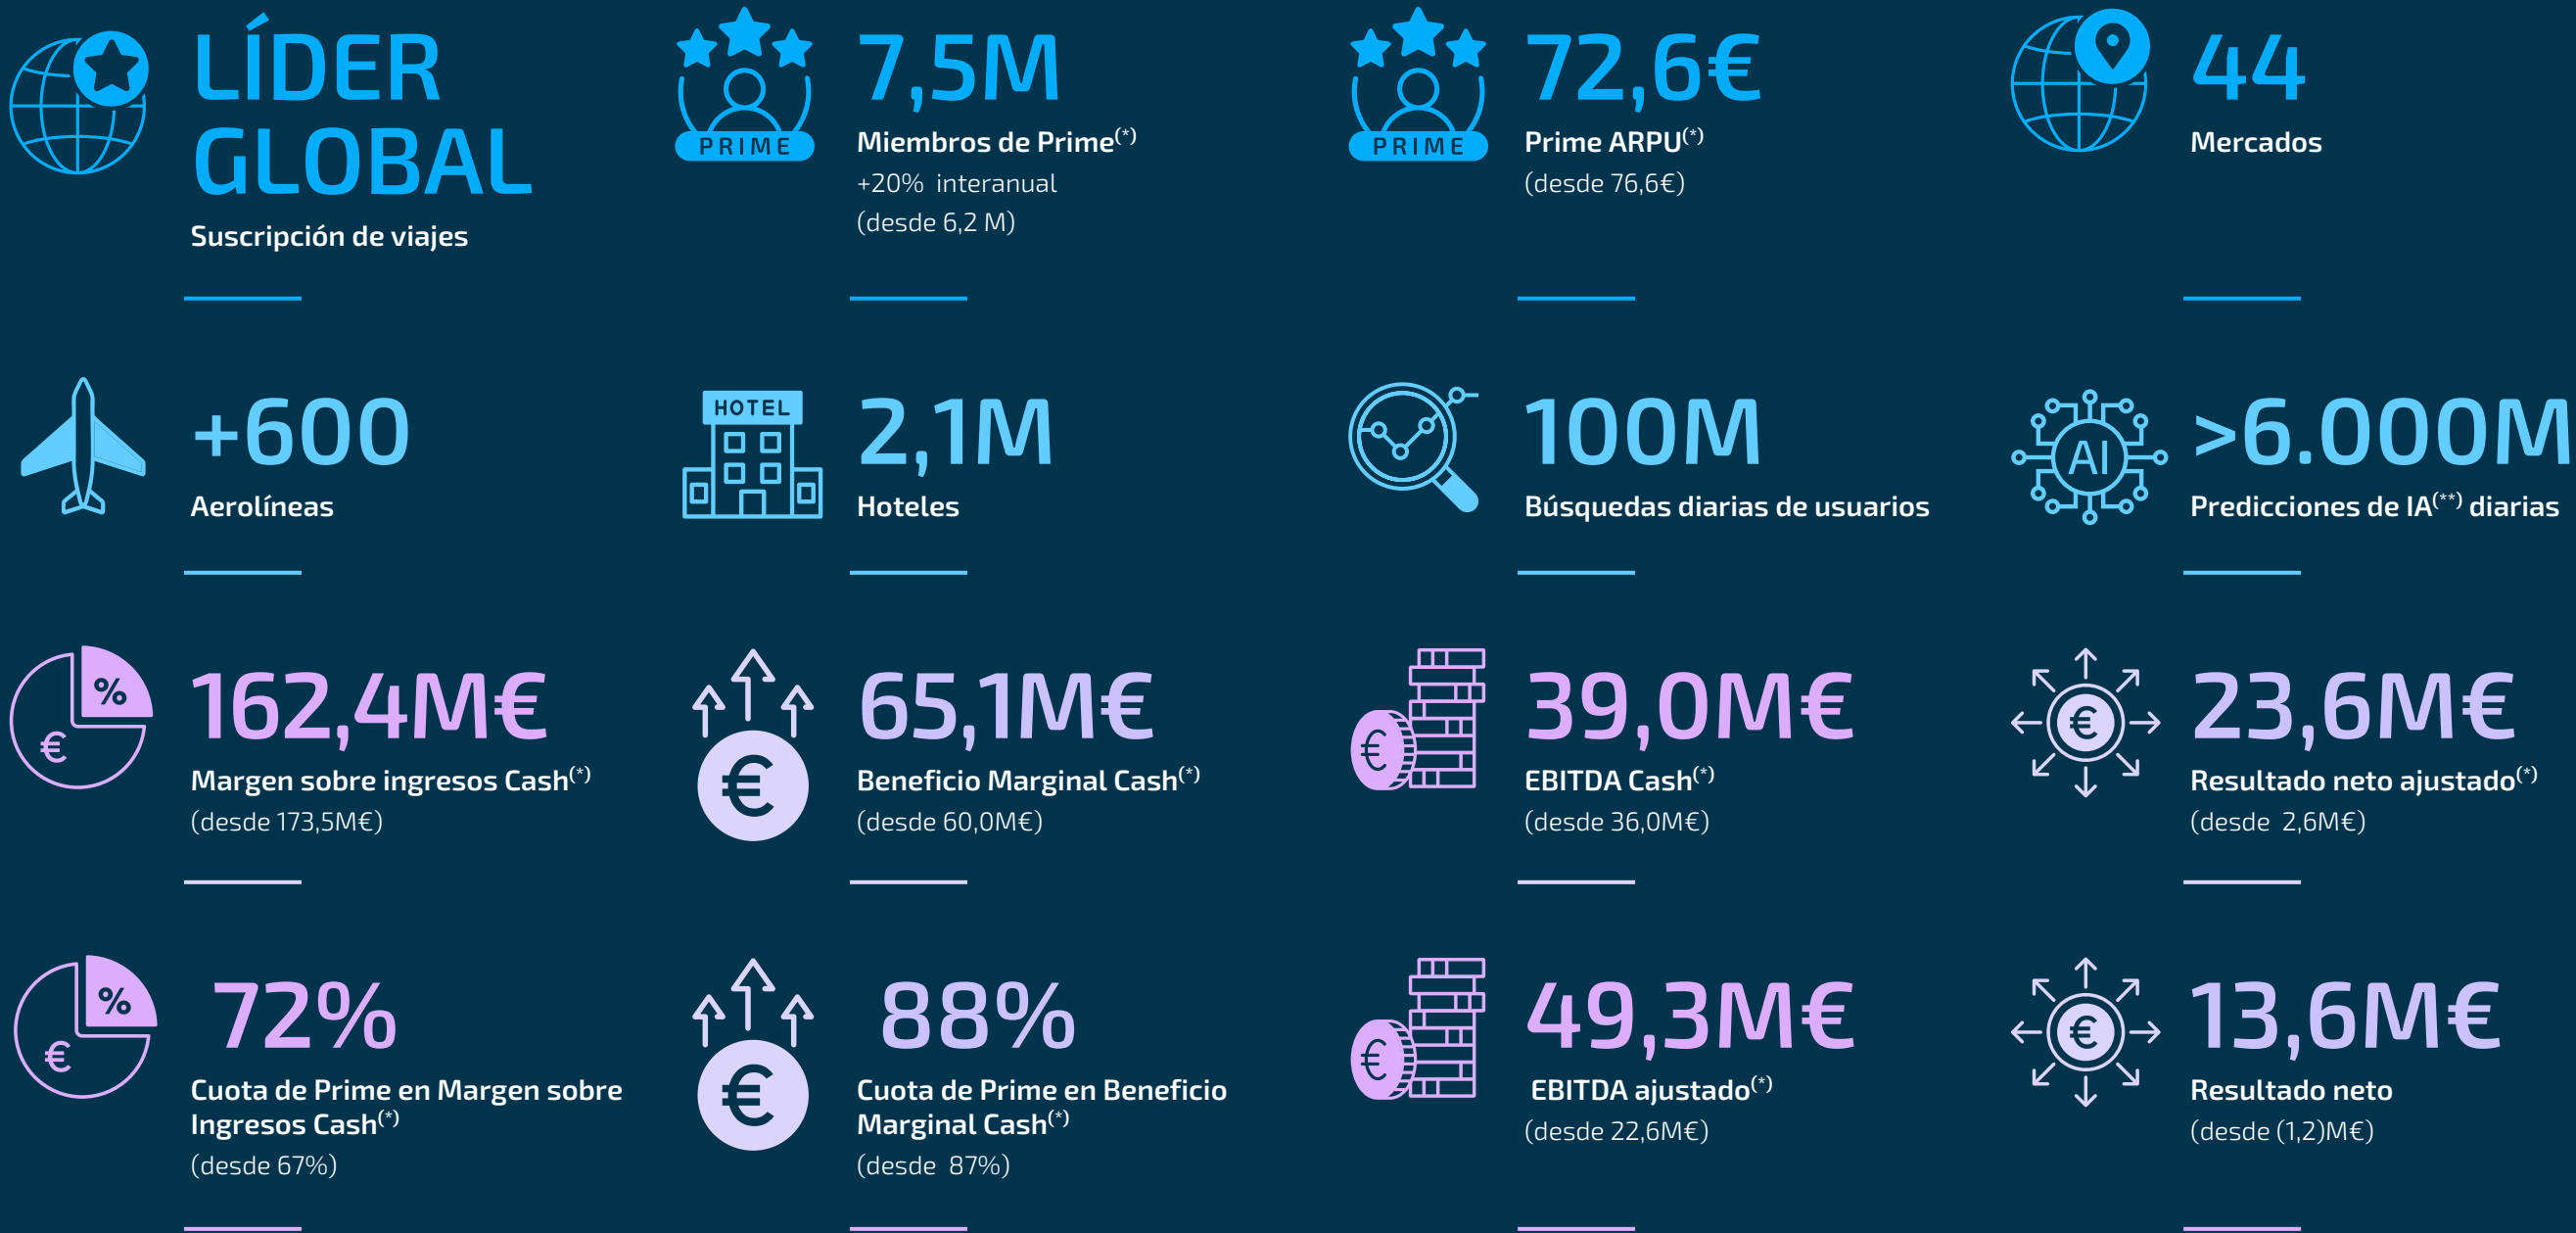 LÍDER
GLOBAL
Suscripción de viajes
PRIME
7,5M
Miembros de Prime(*)
+20% interanual
(desde 6,2 M)
PRIME
72,6€
Prime ARPU(*)
(desde 76,6€)
44
Mercados
+600
Aerolíneas
HOTEL
2,1M
Hoteles
100M
Búsquedas diarias de usuarios
AI
>6.000M
Predicciones de IA(**) diarias
%
€
162,4M€
Margen sobre ingresos Cash(*)
(desde 173,5M€)
€
65,1M€
Beneficio Marginal Cash(*)
(desde 60,0M€)
€
39,0M€
EBITDA Cash(*)
(desde 36,0M€)
€
23,6M€
Resultado neto ajustado(*)
(desde 2,6M€)
%
€
72%
Cuota de Prime en Margen sobre
Ingresos Cash(*)
(desde 67%)
€
88%
Cuota de Prime en Beneficio
Marginal Cash(*)
(desde 87%)
€
49,3M€
EBITDA ajustado(*)
(desde 22,6M€)
€
13,6M€
Resultado neto
(desde (1,2)M€)